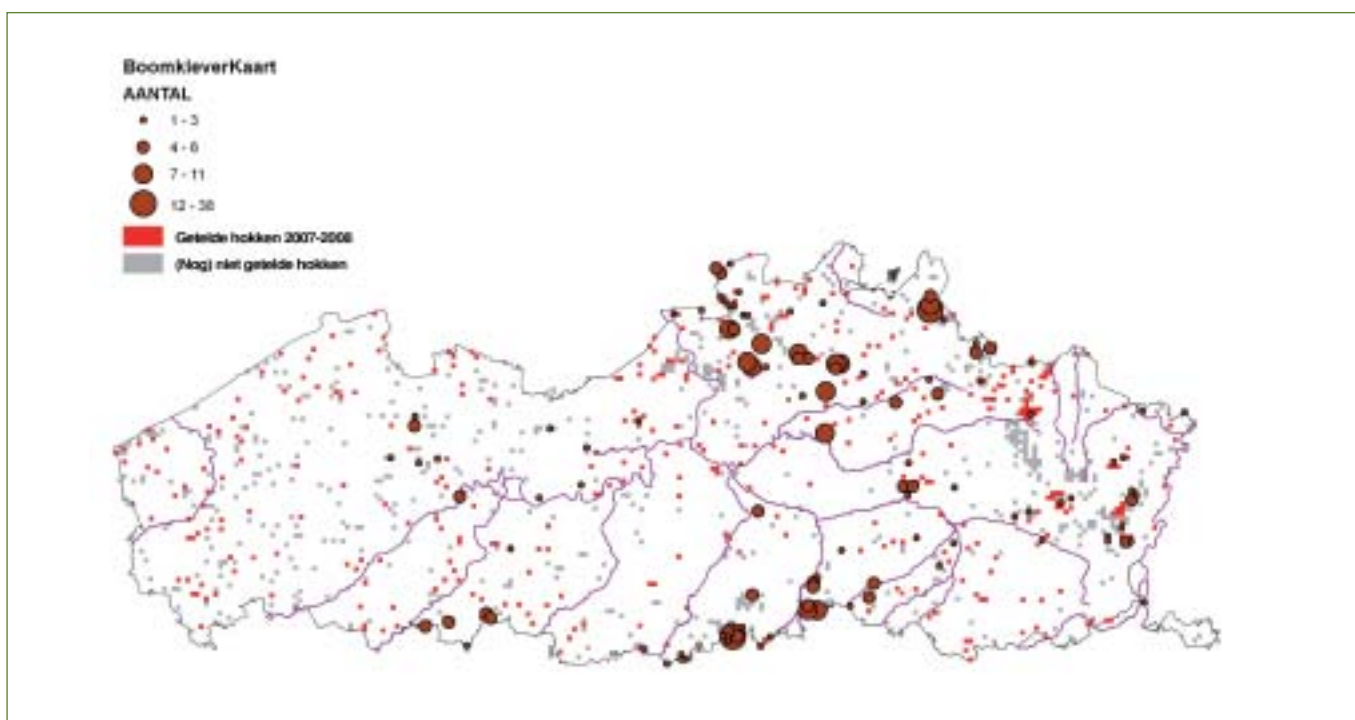 BoomkleverKaart
AANTAL
1 - 3
4 - 6
7 - 11
12 - 38
Getelde hokken 2007-2008
(Nog) niet getelde hokken